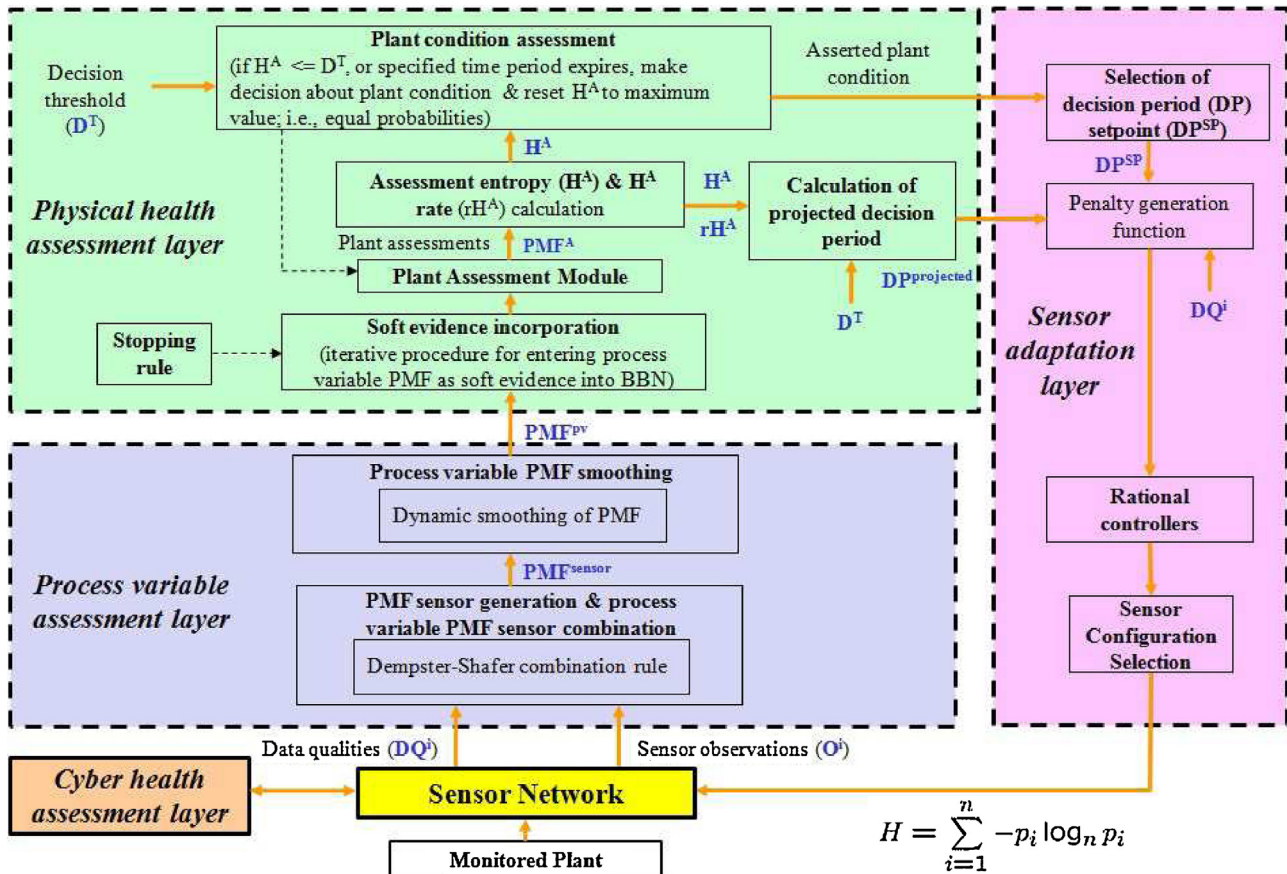 Plant condition assessment
(if H^A <= D^T, or specified time period expires, make
decision about plant condition & reset H^A to maximum
value; i.e., equal probabilities)
Decision
threshold
(D^T)
Asserted plant
condition
Selection of
decision period (DP)
setpoint (DP^SP)
H^A
DP^SP
Physical health
assessment layer
Assessment entropy (H^A) & H^A
rate (rH^A) calculation
H^A
rH^A
Calculation of
projected decision
period
Penalty generation
function
Plant assessments
PMF^A
Plant Assessment Module
DP^projected
D^T
DQ^i
Sensor
adaptation
layer
Stopping
rule
Soft evidence incorporation
(iterative procedure for entering process
variable PMF as soft evidence into BBN)
PMF^pv
Process variable PMF smoothing
Dynamic smoothing of PMF
Rational
controllers
PMF^sensor
Process variable
assessment layer
PMF sensor generation & process
variable PMF sensor combination
Dempster-Shafer combination rule
Sensor
Configuration
Selection
Data qualities (DQ^i)
Sensor observations (O^i)
Cyber health
assessment layer
Sensor Network
Monitored Plant
H = \sum_{i=1}^{n} -p_i \log_n p_i